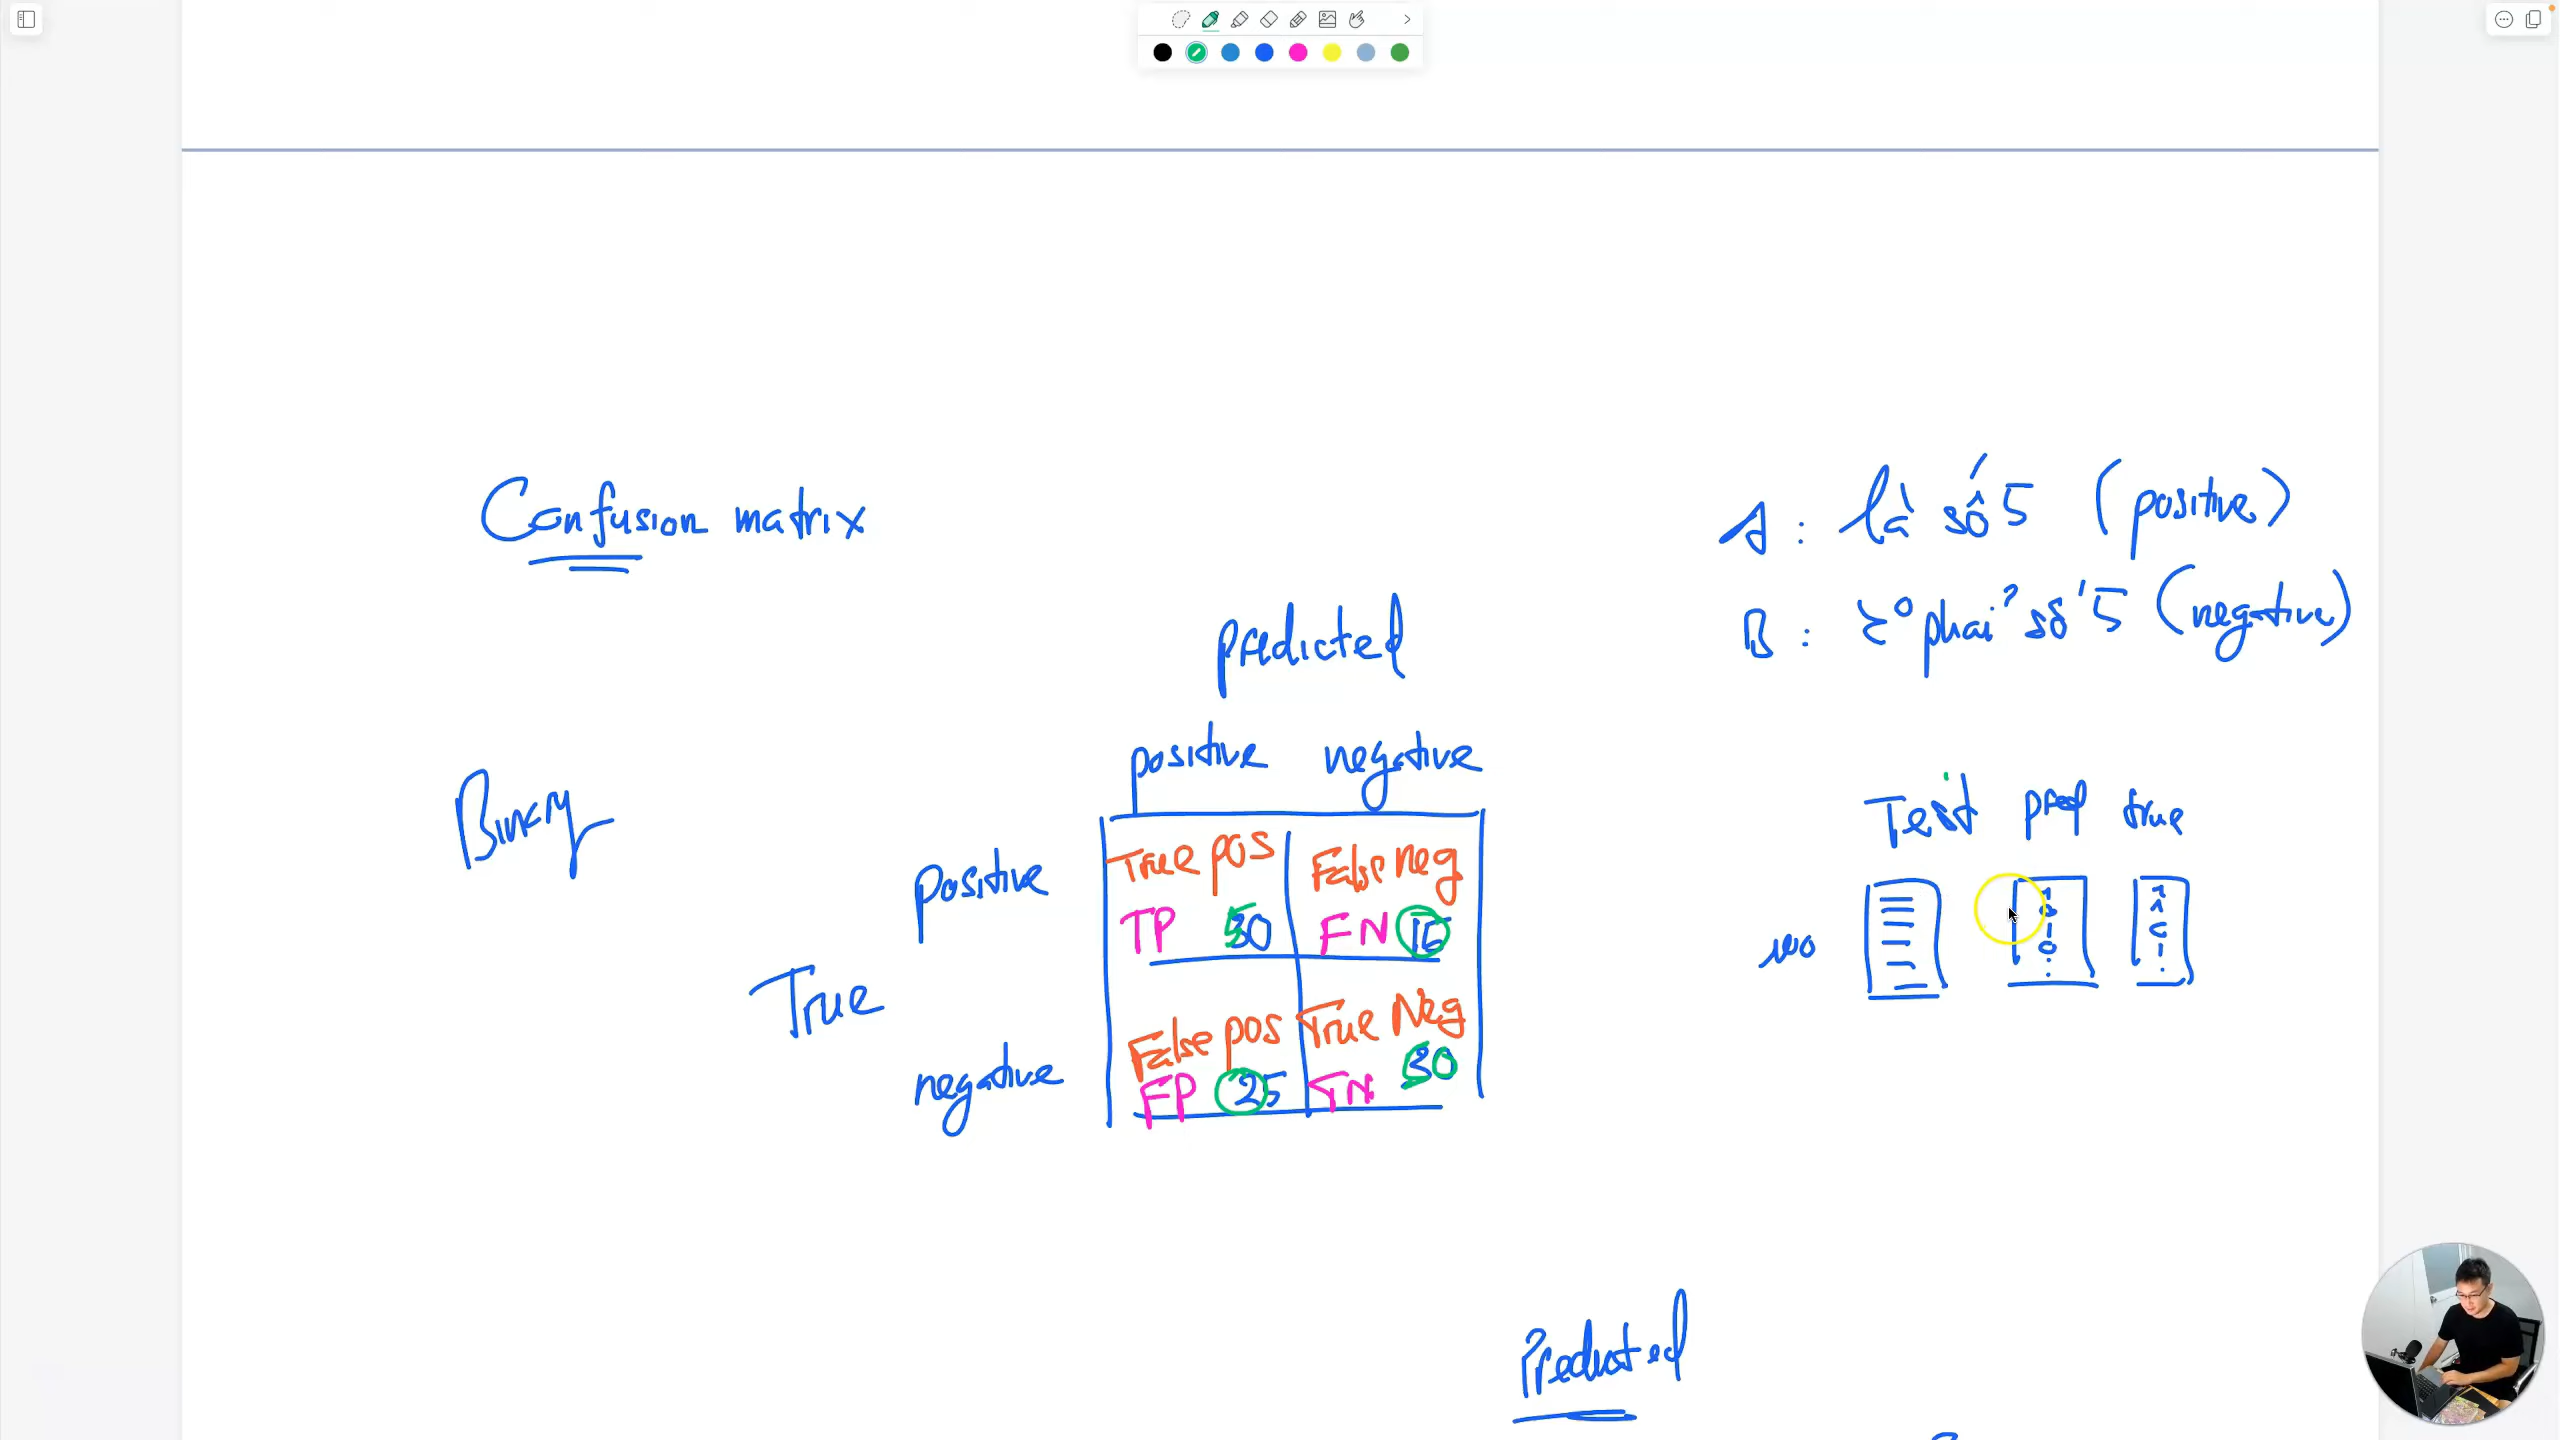 Confusion matrix
A : là số 5 (positive)
B : phải số 5 (negative)
predicted
positive negative
Binary
Test pred true
positive
True pos
False neg
TP 30
FN 15
100
True
negative
False pos
True Neg
FP 25
TN 30
Predicted